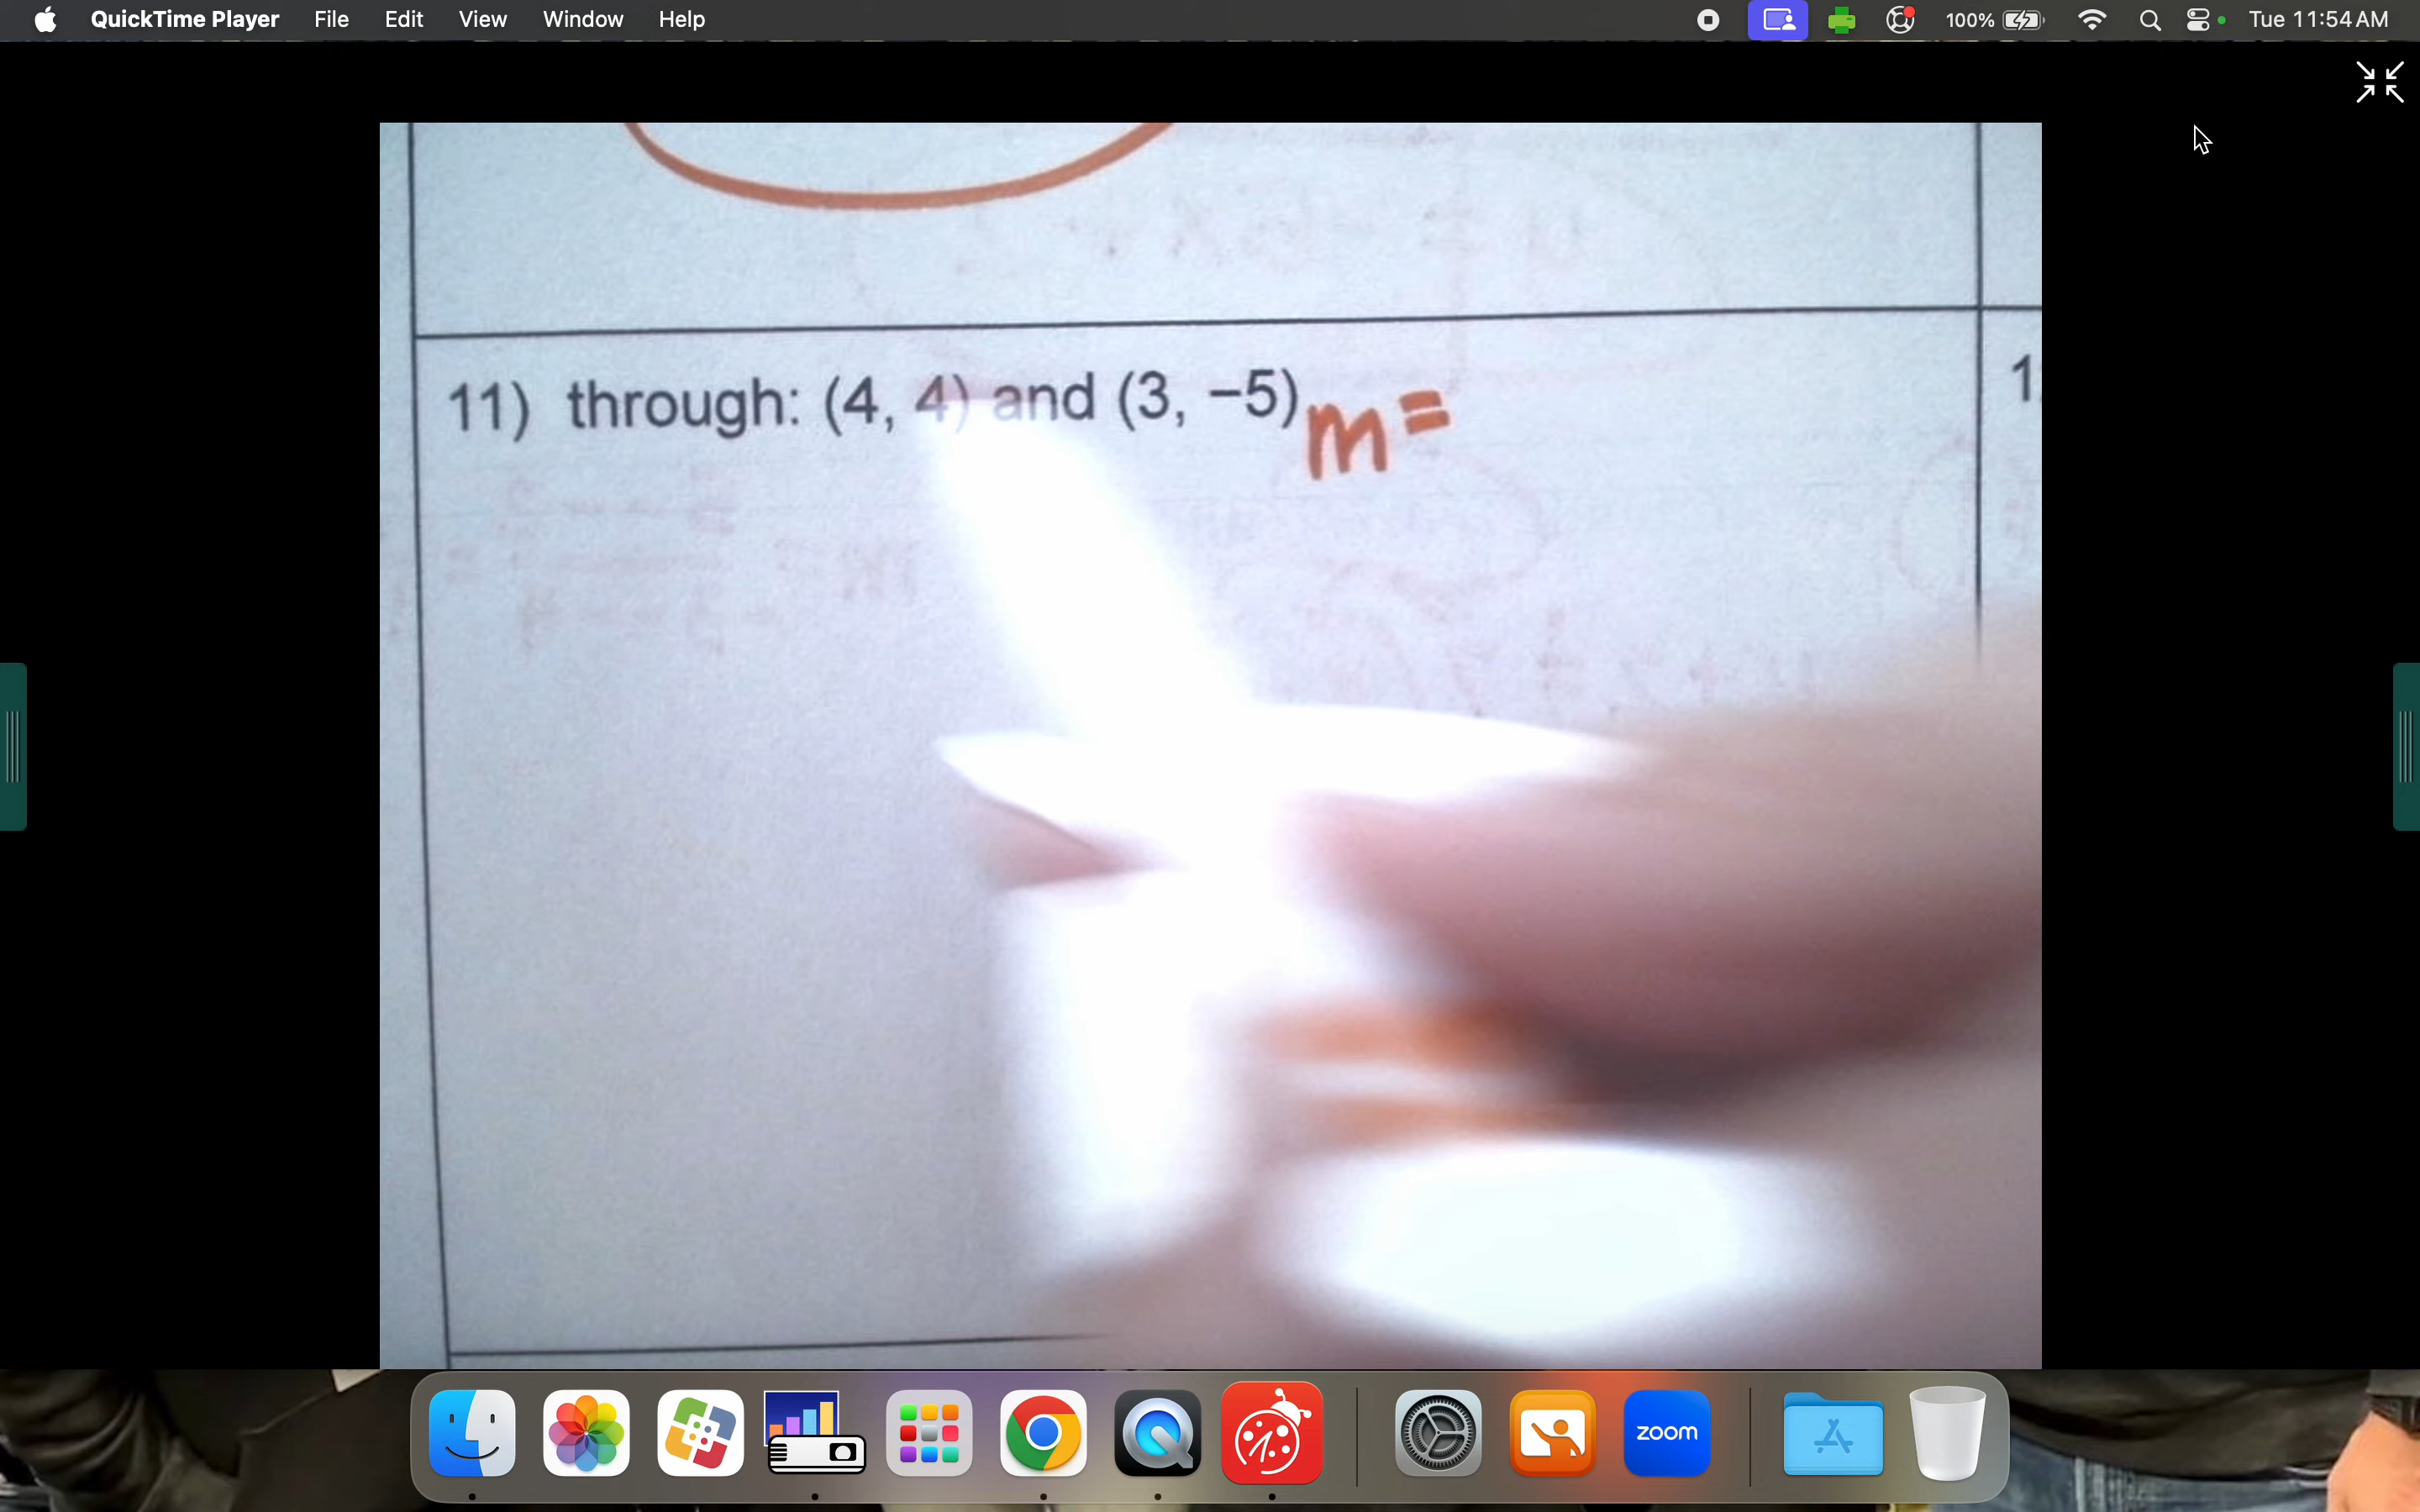 QuickTime Player File Edit View Window Help 100% Tue 11:54 AM
11) through: (4, 4) and (3, −5) m=
1
zoom